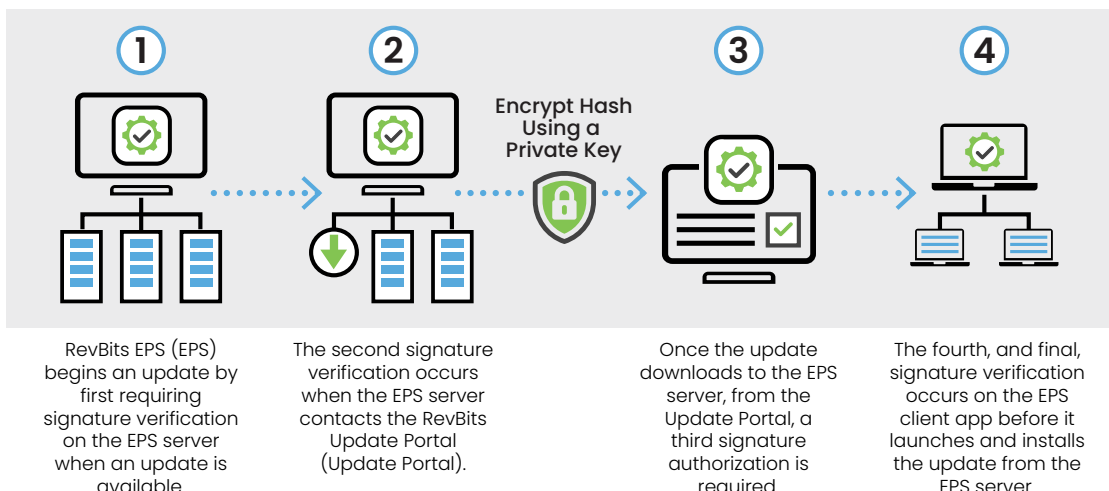 1
2
3
4
Encrypt Hash
Using a
Private Key
RevBits EPS (EPS)
begins an update by
first requiring
signature verification
on the EPS server
when an update is
available
The second signature
verification occurs
when the EPS server
contacts the RevBits
Update Portal
(Update Portal).
Once the update
downloads to the EPS
server, from the
Update Portal, a
third signature
authorization is
required
The fourth, and final,
signature verification
occurs on the EPS
client app before it
launches and installs
the update from the
EPS server